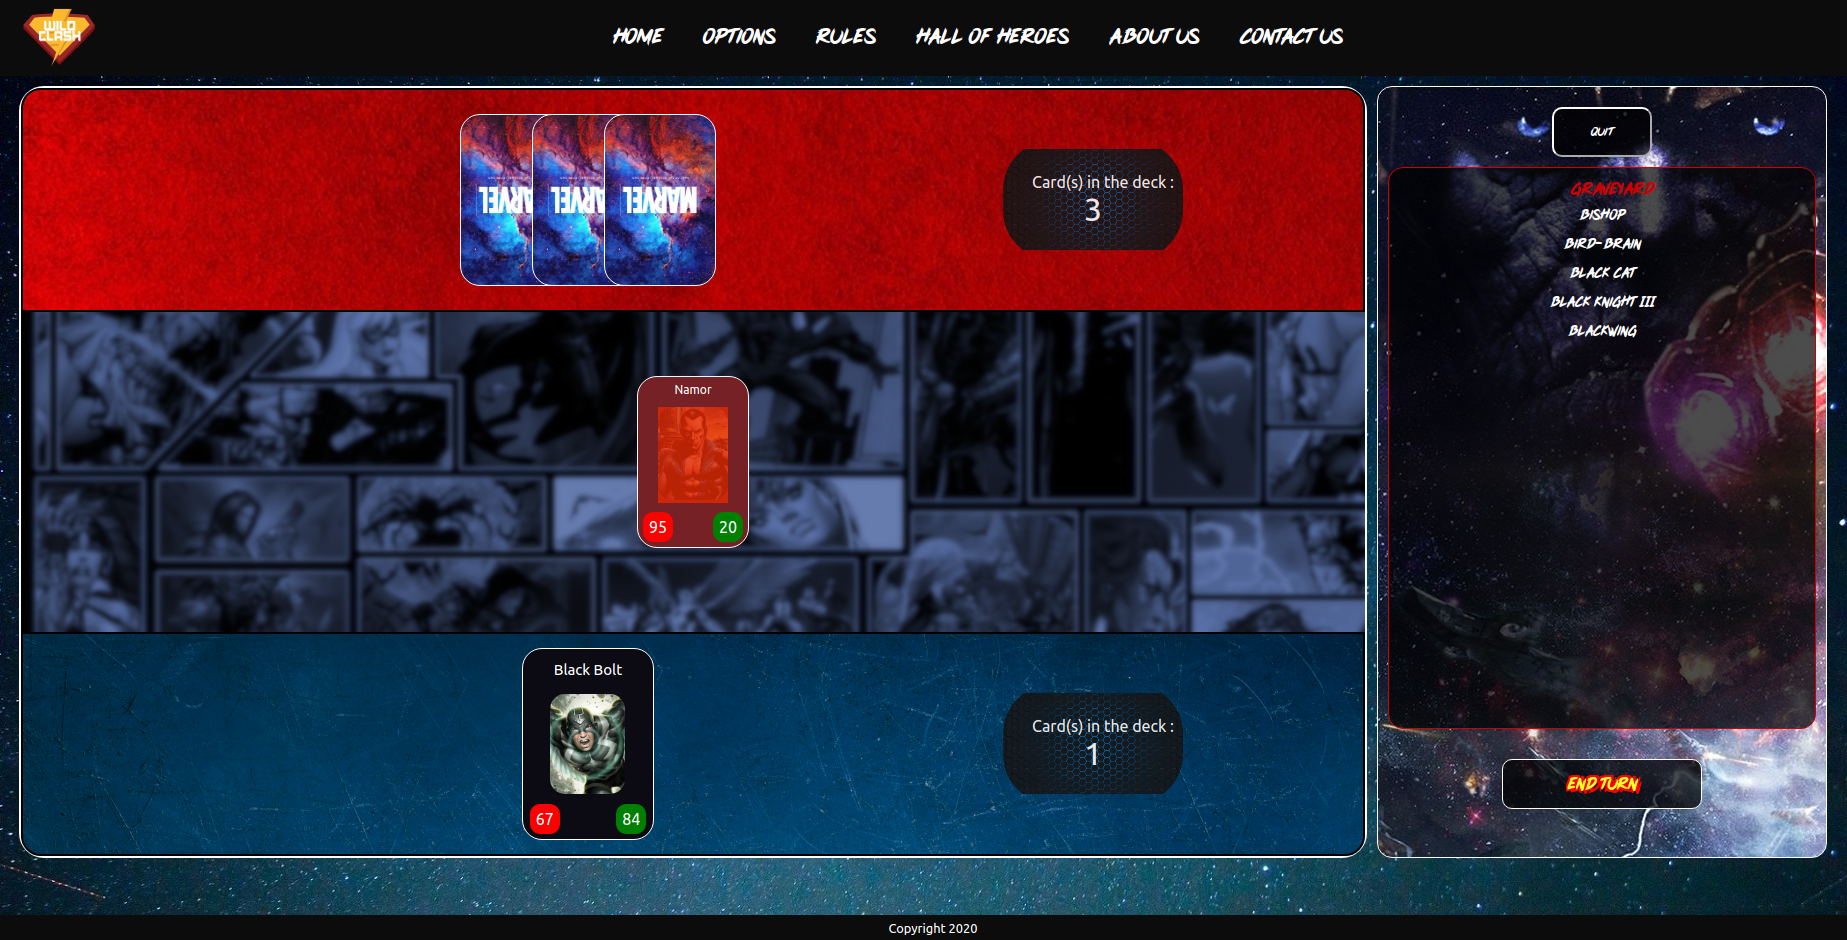 WILD
CLASH
HOME OPTIONS RULES HALL OF HEROES ABOUT US CONTACT US
QUIT
MARVEL MARVEL MARVEL
Card(s) in the deck :
3
GRAVEYARD
BISHOP
BIRD-BRAIN
BLACK CAT
BLACK KNIGHT III
BLACKWING
Namor
95 20
Black Bolt
67 84
Card(s) in the deck :
1
END TURN
Copyright 2020